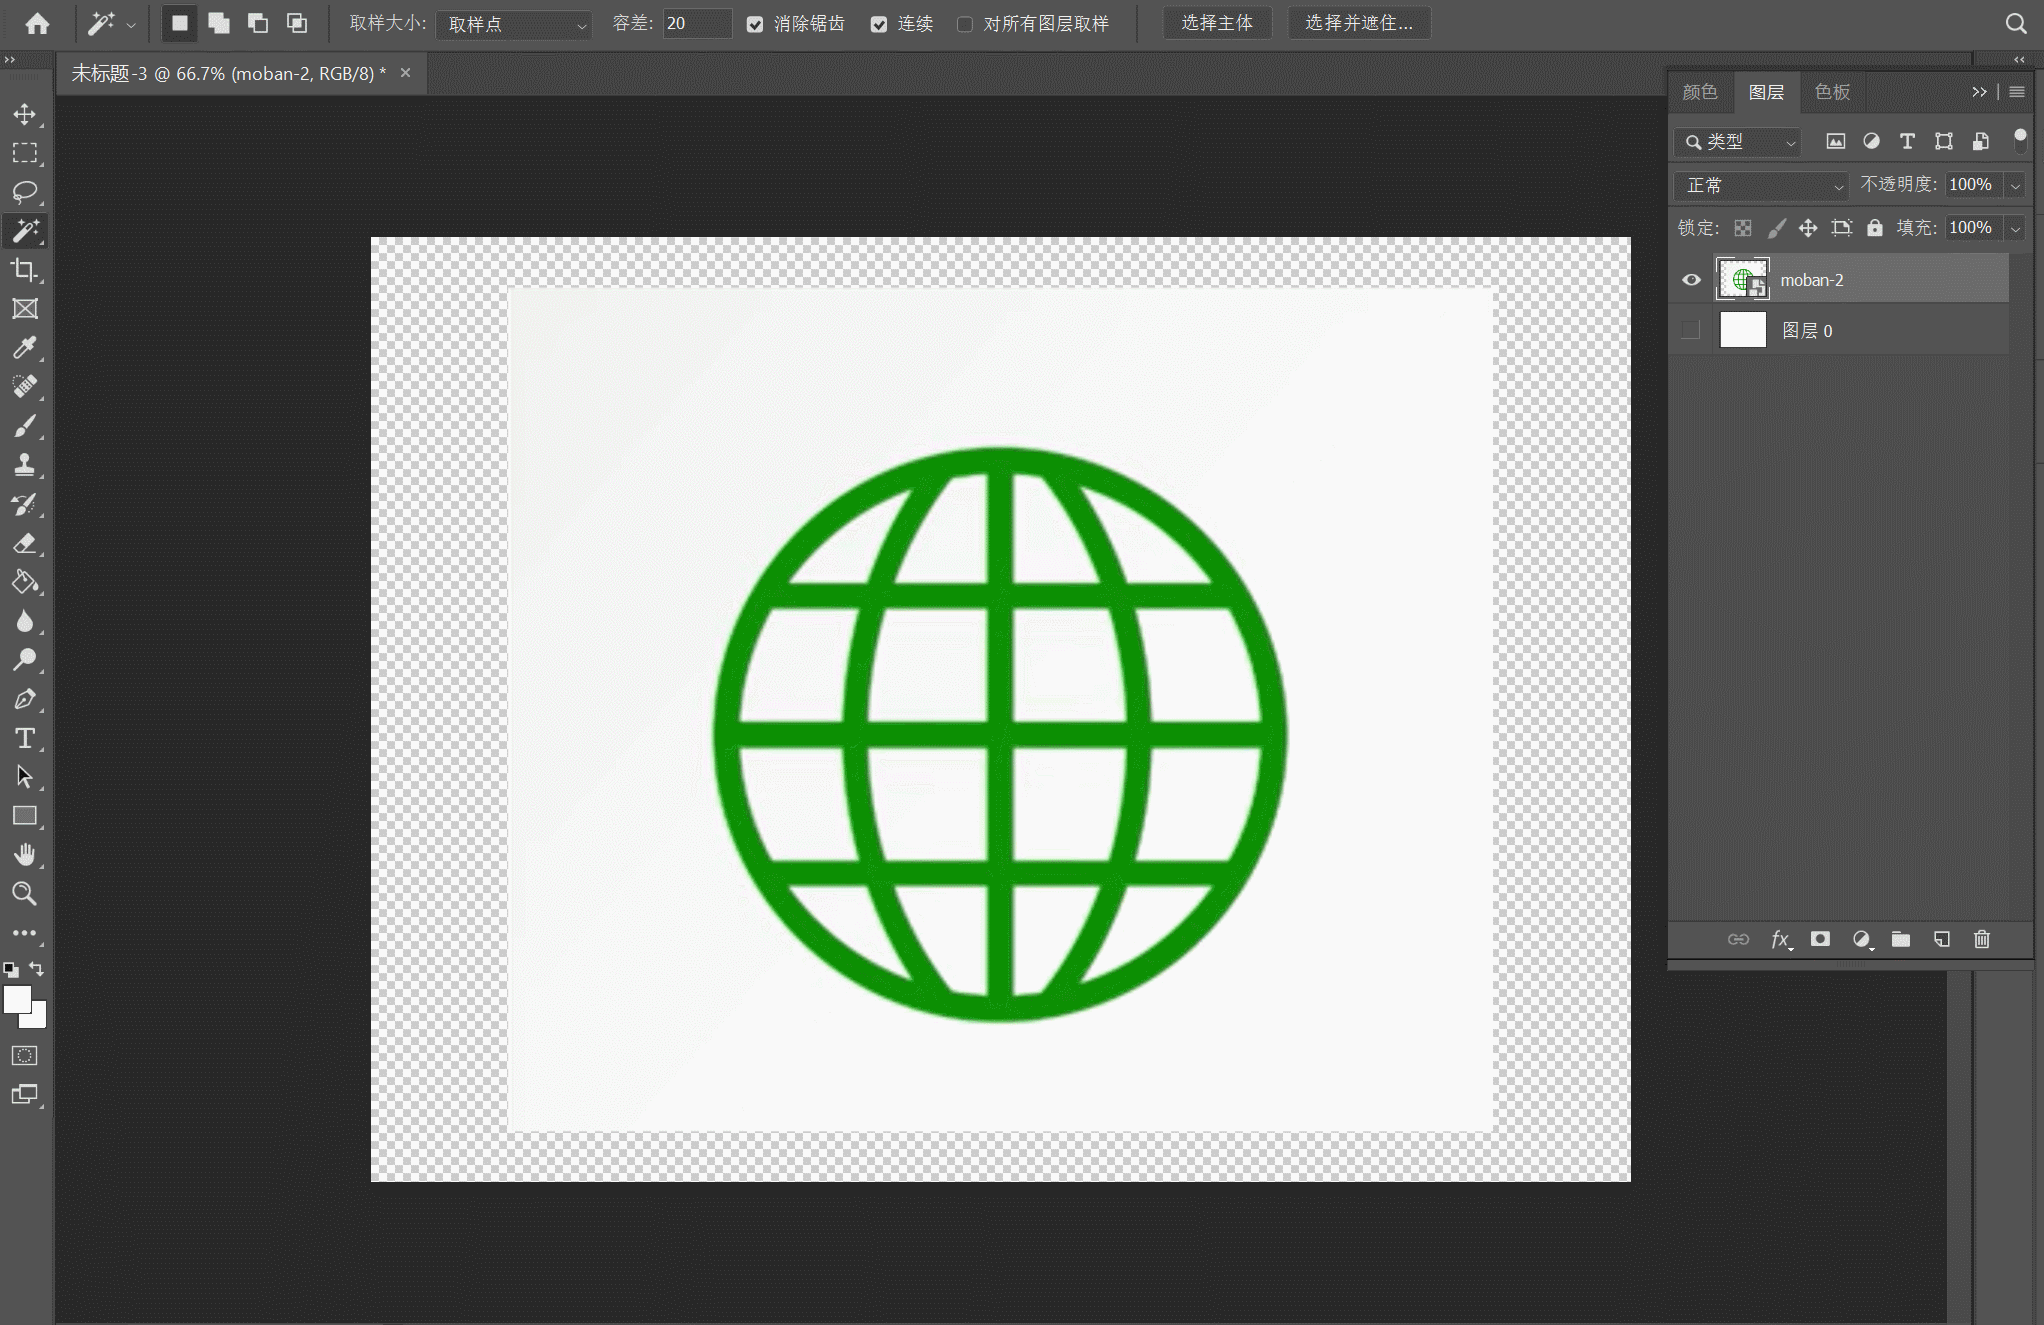 取样大小: 取样点 容差: 20 消除锯齿 连续 对所有图层取样 选择主体 选择并遮住...
未标题-3 @ 66.7% (moban-2, RGB/8) * ×
颜色 图层 色板
类型
正常 不透明度: 100%
锁定: 填充: 100%
moban-2
图层 0
fx